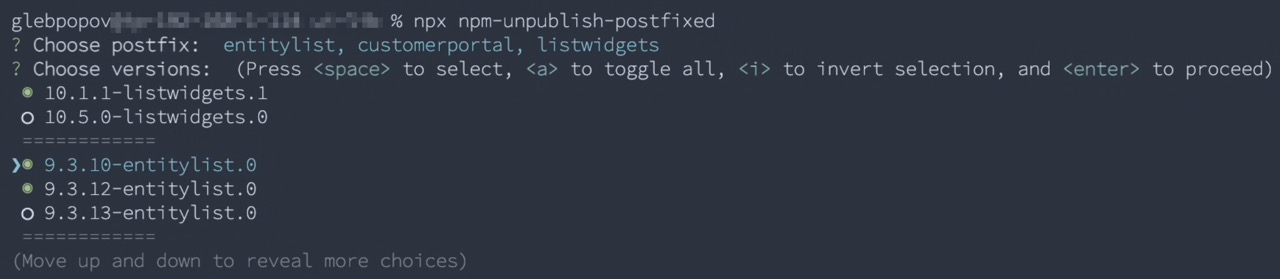 glebpopov % npx npm-unpublish-postfixed
? Choose postfix: entitylist, customerportal, listwidgets
? Choose versions: (Press <space> to select, <a> to toggle all, <i> to invert selection, and <enter> to proceed)
◉ 10.1.1-listwidgets.1
◯ 10.5.0-listwidgets.0
============
❯◉ 9.3.10-entitylist.0
◉ 9.3.12-entitylist.0
◯ 9.3.13-entitylist.0
============
(Move up and down to reveal more choices)